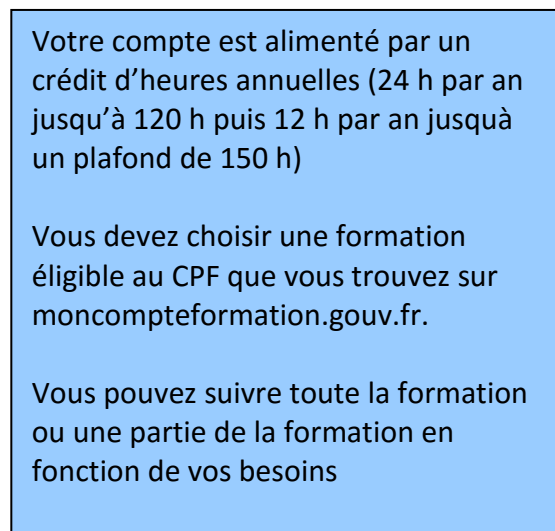 Votre compte est alimenté par un
crédit d’heures annuelles (24 h par an
jusqu’à 120 h puis 12 h par an jusquà
un plafond de 150 h)
Vous devez choisir une formation
éligible au CPF que vous trouvez sur
moncompteformation.gouv.fr.
Vous pouvez suivre toute la formation
ou une partie de la formation en
fonction de vos besoins